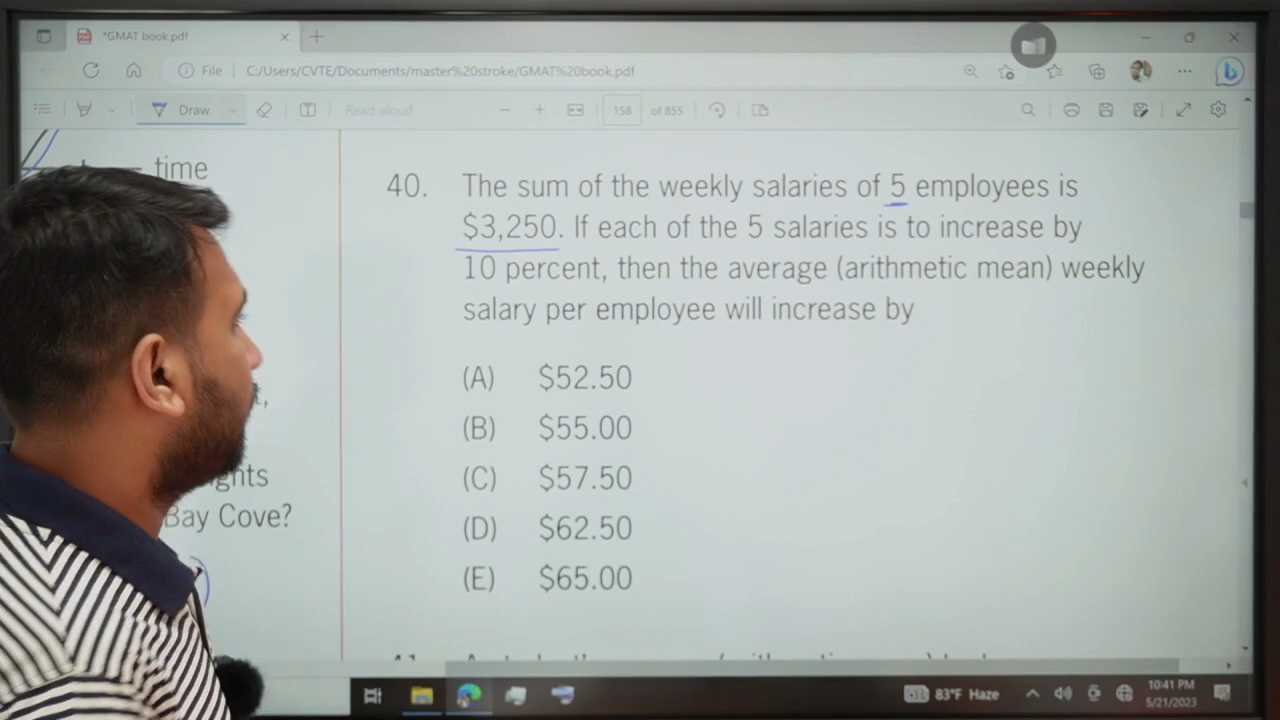 *GMAT book.pdf
File
C:/Users/CVTE/Documents/master%20stroke/GMAT%20book.pdf
Draw
Read aloud
158
of 855
time
40. The sum of the weekly salaries of 5 employees is
$3,250. If each of the 5 salaries is to increase by
10 percent, then the average (arithmetic mean) weekly
salary per employee will increase by
(A) $52.50
(B) $55.00
(C) $57.50
(D) $62.50
(E) $65.00
Bay Cove?
83°F Haze
10:41 PM
5/21/2023